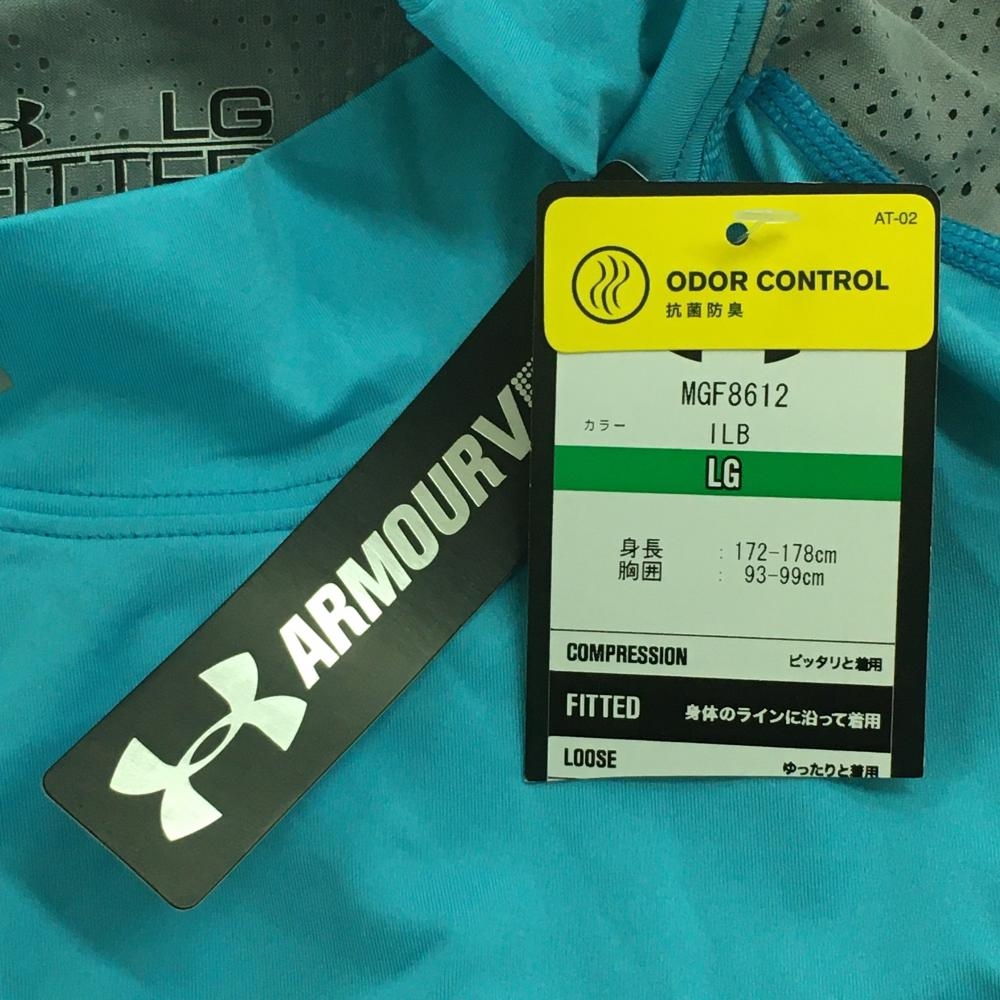 LG
FITTED
ARMOURV
AT-02
ODOR CONTROL
抗菌防臭
MGF8612
カラー ILB
LG
身長 : 172-178cm
胸囲 : 93-99cm
COMPRESSION ピッタリと着用
FITTED 身体のラインに沿って着用
LOOSE ゆったりと着用